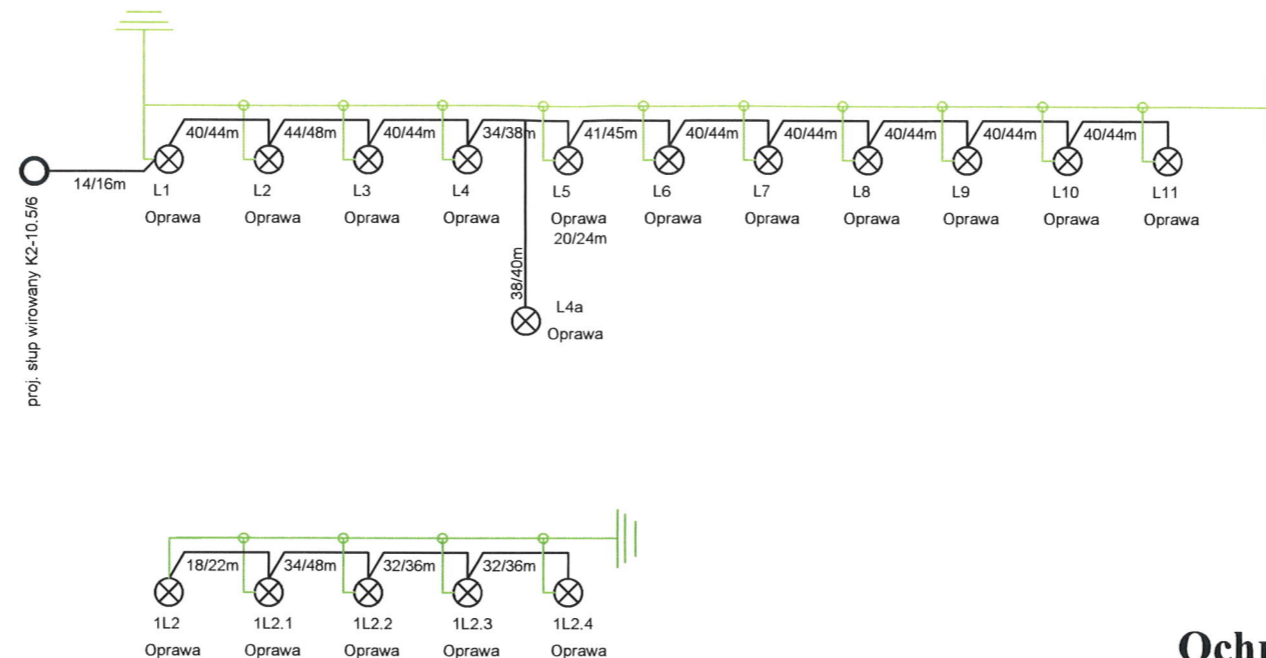 40/44m 44/48m 40/44m 34/38m 41/45m 40/44m 40/44m 40/44m 40/44m 40/44m
14/16m
L1 L2 L3 L4 L5 L6 L7 L8 L9 L10 L11
Oprawa Oprawa Oprawa Oprawa Oprawa Oprawa Oprawa Oprawa Oprawa Oprawa Oprawa
20/24m
proj. słup wirowany K2-10.5/6
38/40m
L4a
Oprawa
18/22m 34/48m 32/36m 32/36m
1L2 1L2.1 1L2.2 1L2.3 1L2.4
Oprawa Oprawa Oprawa Oprawa Oprawa